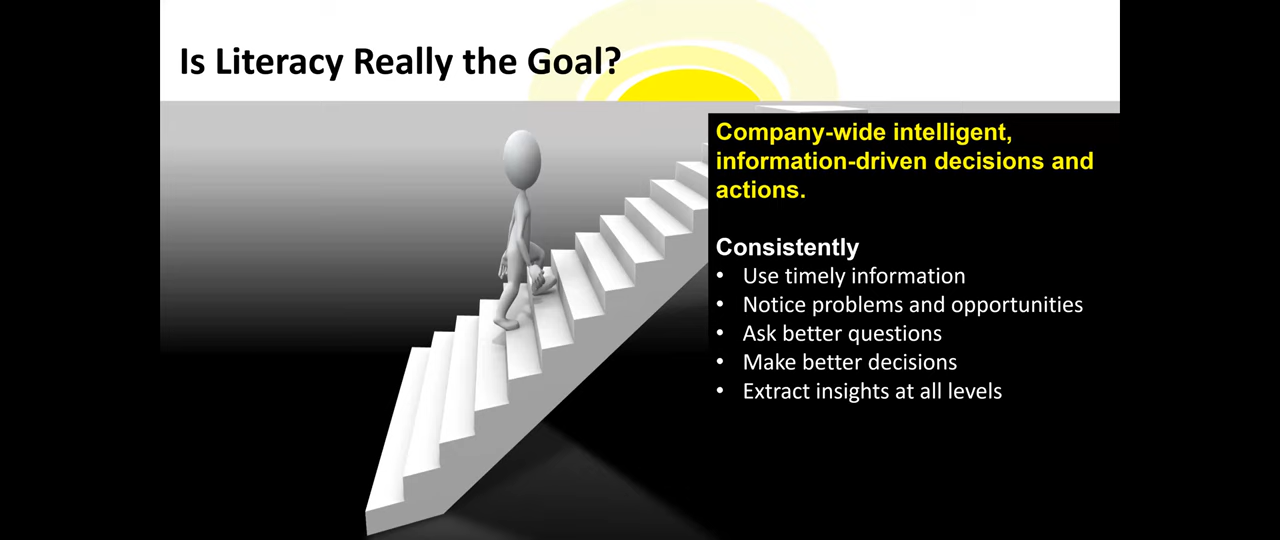 Is Literacy Really the Goal?
Company-wide intelligent,
information-driven decisions and
actions.
Consistently
• Use timely information
• Notice problems and opportunities
• Ask better questions
• Make better decisions
• Extract insights at all levels